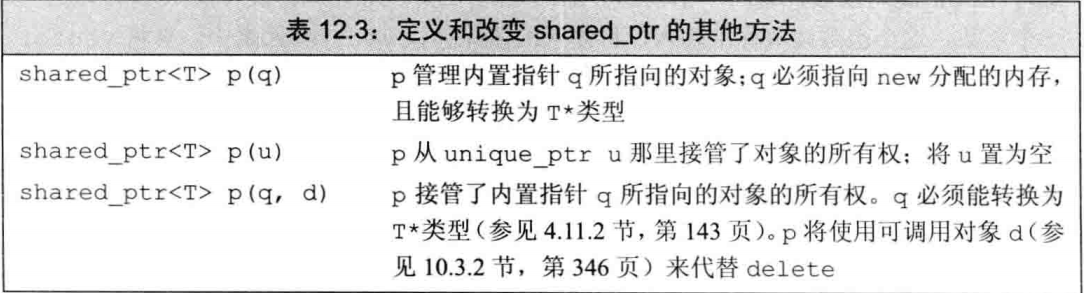 表 12.3：定义和改变 shared_ptr 的其他方法
shared_ptr<T> p(q) p 管理内置指针 q 所指向的对象；q 必须指向 new 分配的内存，
且能够转换为 T*类型
shared_ptr<T> p(u) p 从 unique_ptr u 那里接管了对象的所有权；将 u 置为空
shared_ptr<T> p(q, d) p 接管了内置指针 q 所指向的对象的所有权。q 必须能转换为
T*类型（参见 4.11.2 节，第 143 页）。p 将使用可调用对象 d（参
见 10.3.2 节，第 346 页）来代替 delete